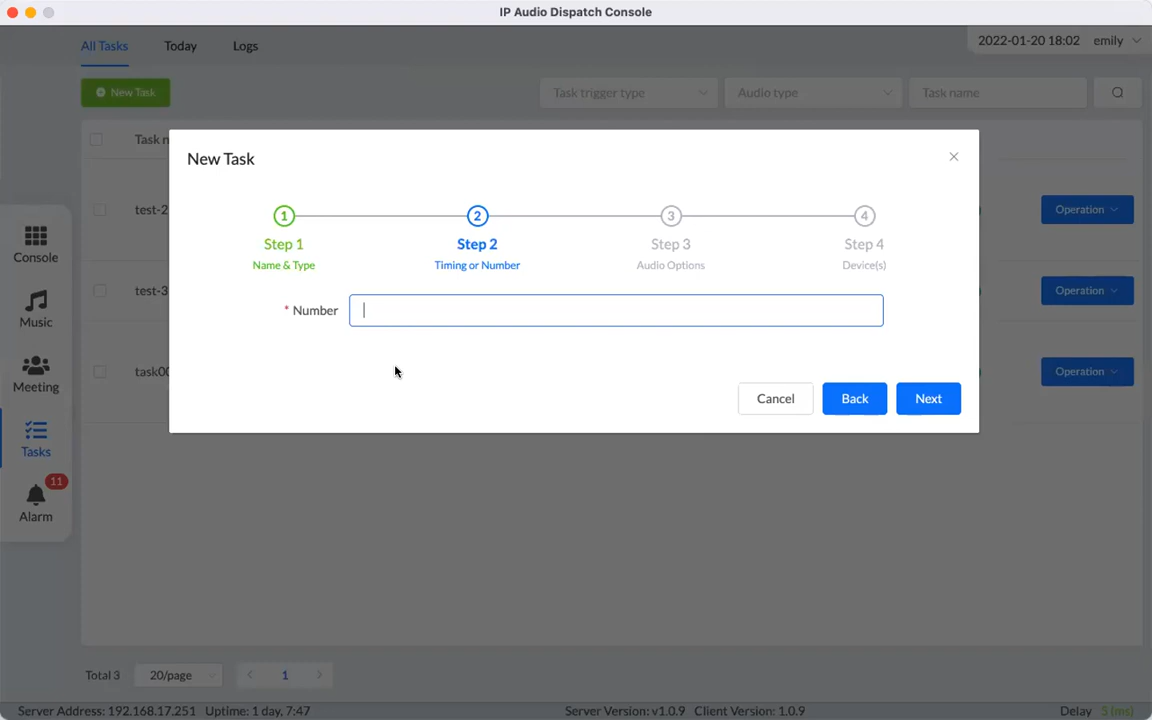 IP Audio Dispatch Console
All Tasks Today Logs
2022-01-20 18:02 emily
New Task
Task trigger type
Audio type
Task name
Task n
New Task
1 2 3 4
Step 1 Step 2 Step 3 Step 4
Name & Type Timing or Number Audio Options Device(s)
* Number
Cancel Back Next
test-2 Operation
test-3 Operation
task00 Operation
Console
Music
Meeting
Tasks
11
Alarm
Total 3 20/page 1
Server Address: 192.168.17.251 Uptime: 1 day, 7:47 Server Version: v1.0.9 Client Version: 1.0.9 Delay 5 (ms)